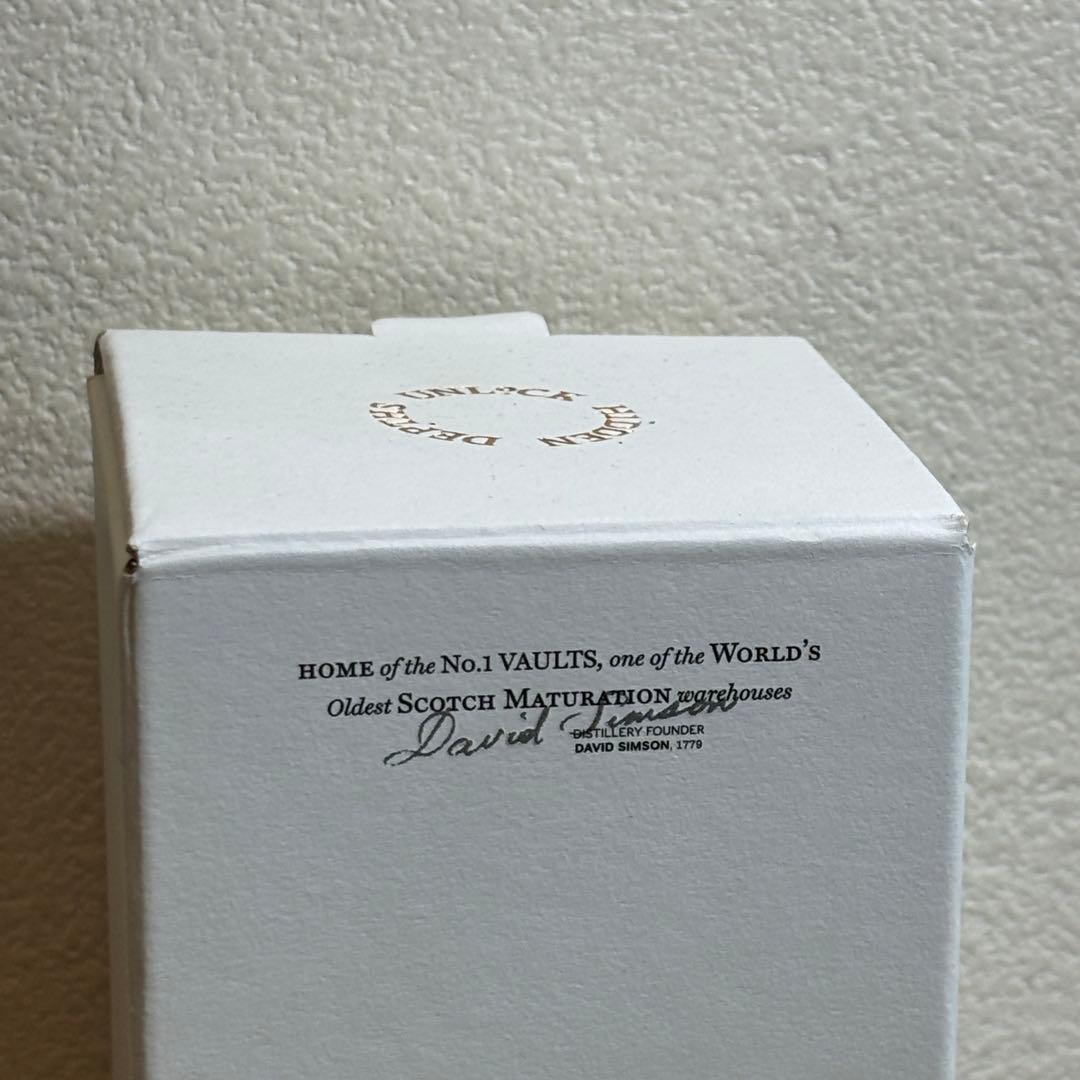 UNLOCK HIDDEN DEPTHS
HOME of the No.1 VAULTS, one of the WORLD'S
Oldest SCOTCH MATURATION warehouses
David Simson
DISTILLERY FOUNDER
DAVID SIMSON, 1779